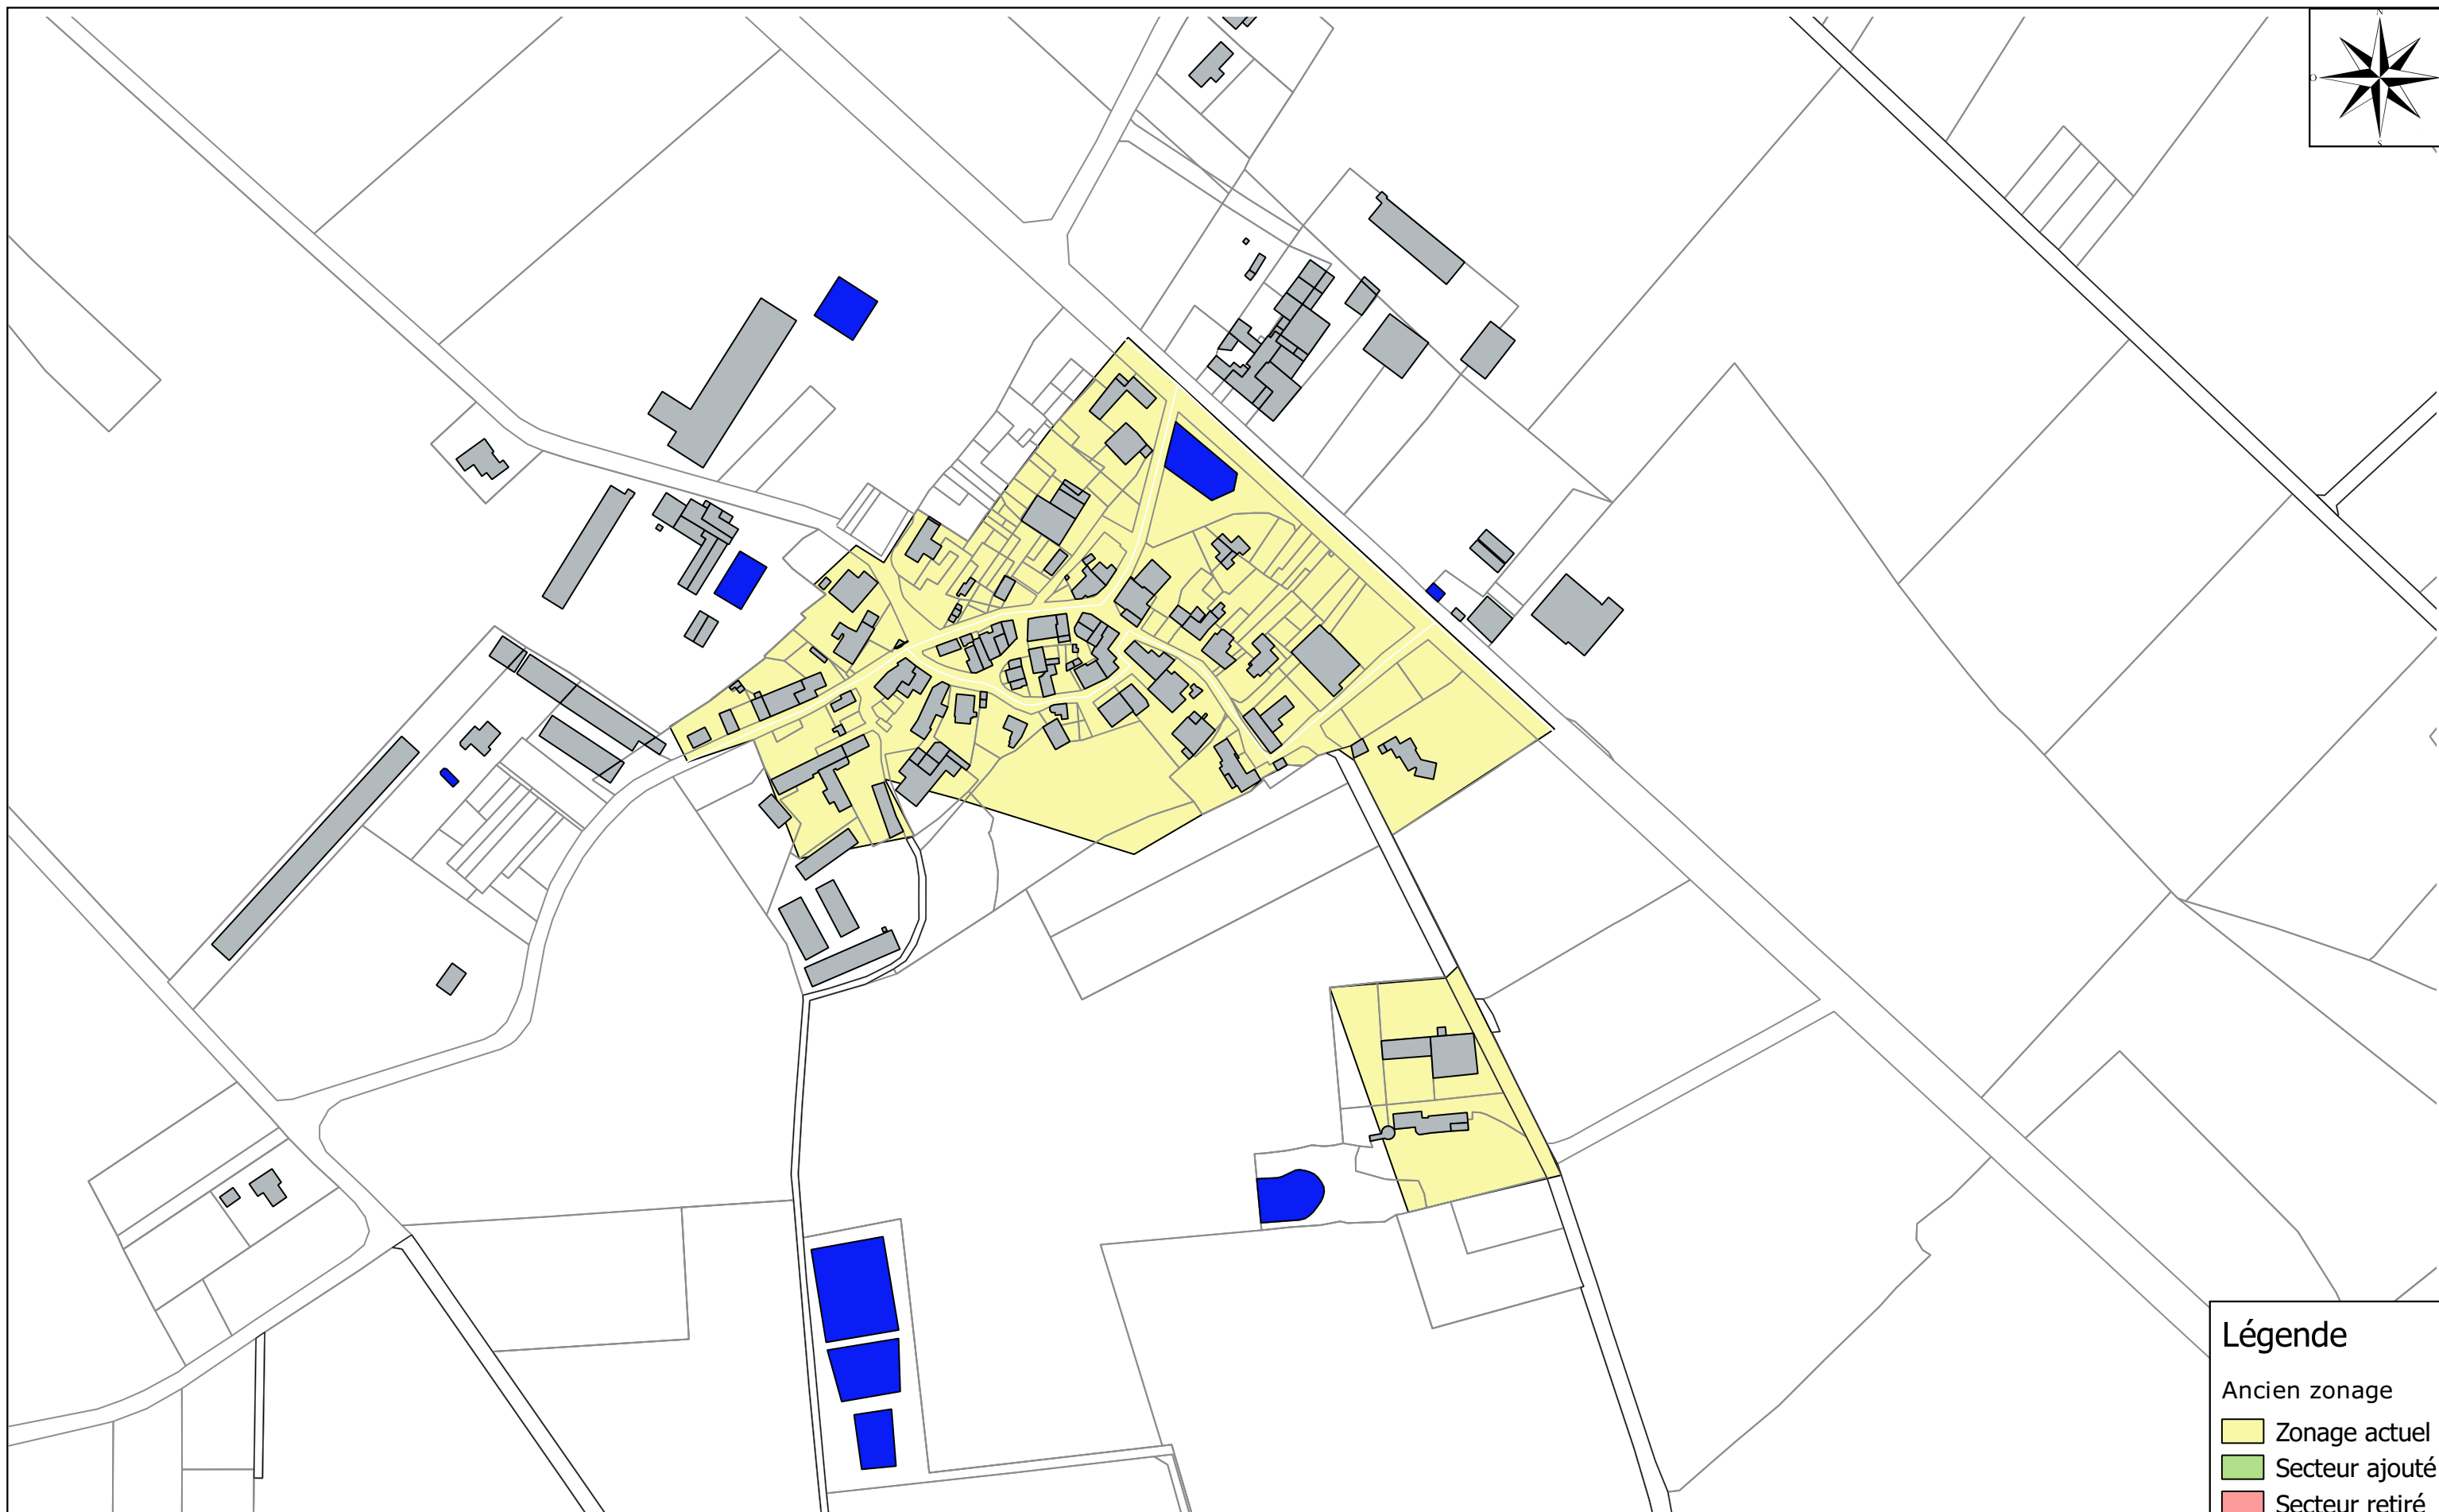 N
O
S
Légende
Ancien zonage
Zonage actuel
Secteur ajouté
Secteur retiré